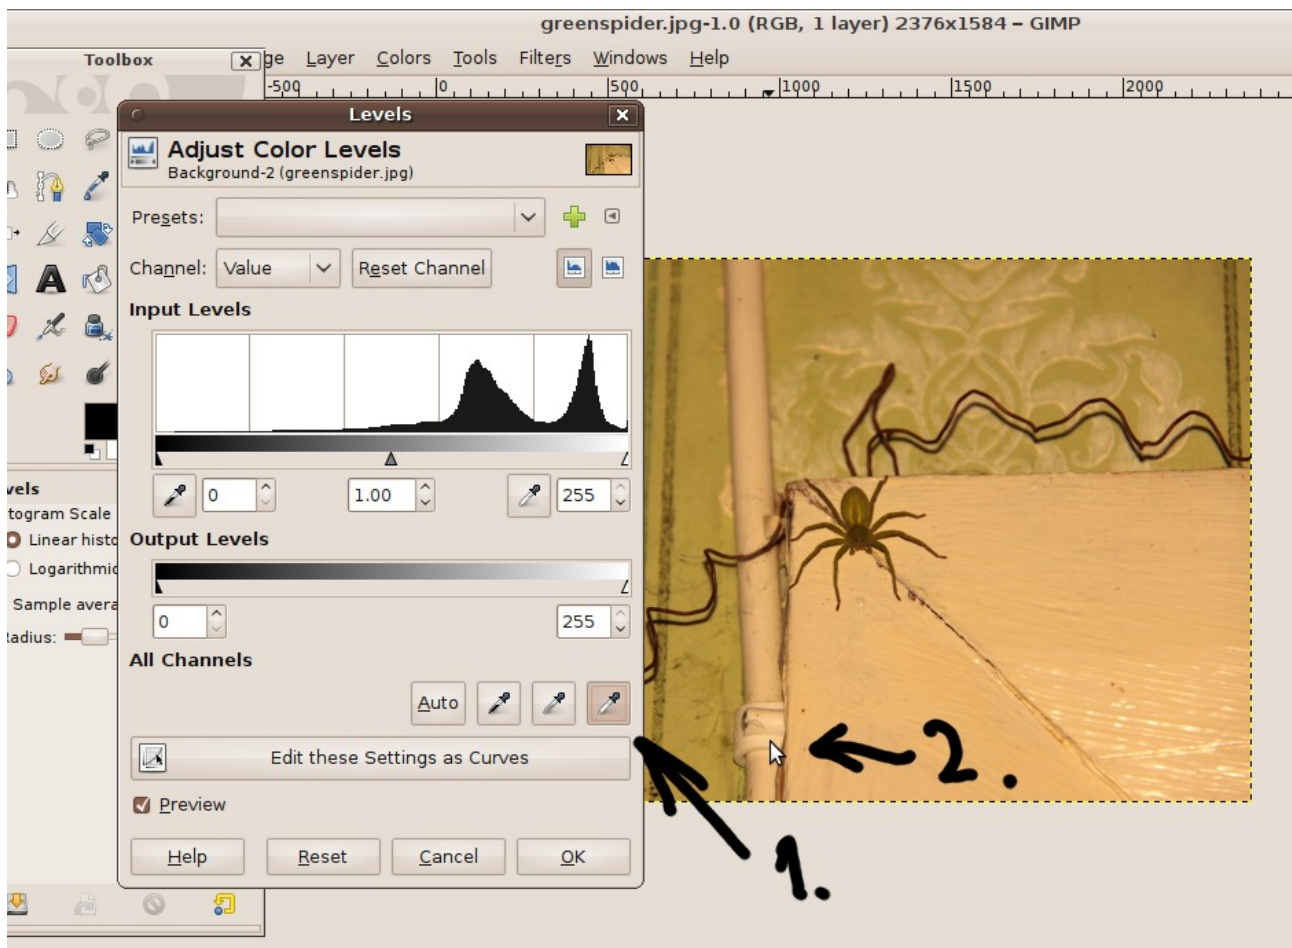 greenspider.jpg-1.0 (RGB, 1 layer) 2376x1584 – GIMP
Toolbox
ge Layer Colors Tools Filters Windows Help
-500 0 500 1000 1500 2000
Levels
Adjust Color Levels
Background-2 (greenspider.jpg)
Presets:
Channel: Value Reset Channel
Input Levels
0 1.00 255
vels
togram Scale
Linear histo
Logarithmic
Sample avera
Radius:
Output Levels
0 255
All Channels
Auto
Edit these Settings as Curves
Preview
Help Reset Cancel OK
1.
2.